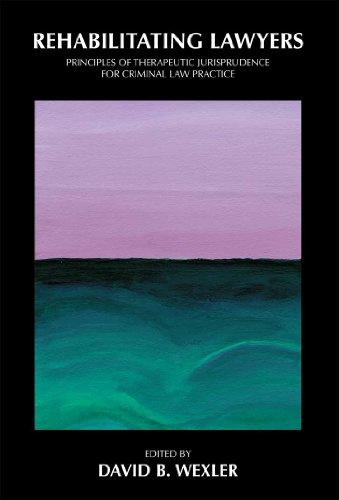 REHABILITATING LAWYERS
PRINCIPLES OF THERAPEUTIC JURISPRUDENCE
FOR CRIMINAL LAW PRACTICE
EDITED BY
DAVID B. WEXLER